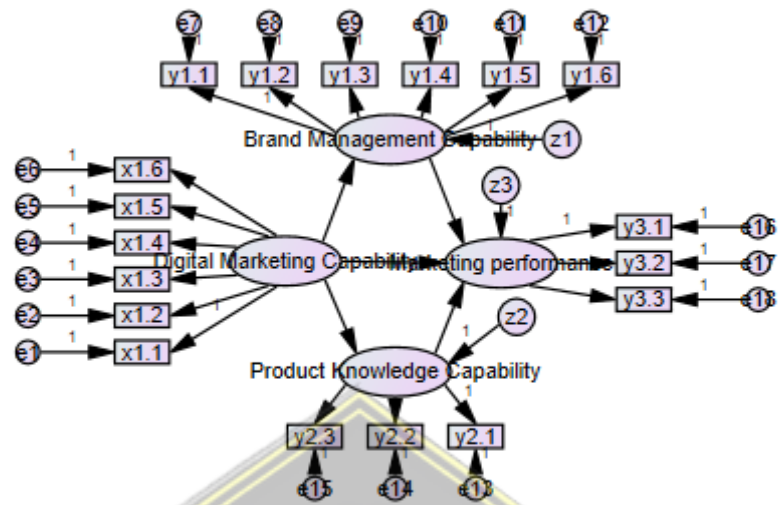 e7 e8 e9 e10 e11 e12
1 1 1 1 1 1
y1.1 y1.2 y1.3 y1.4 y1.5 y1.6
1
Brand Management Capability
1
z1
e6 1 x1.6
e5 1 x1.5
e4 1 x1.4
e3 1 x1.3
e2 1 x1.2
e1 1 x1.1
1
Digital Marketing Capability
z3
1
Marketing performance
1
y3.1 1 e16
y3.2 1 e17
y3.3 1 e18
z2
1
Product Knowledge Capability
1
y2.3 y2.2 y2.1
1 1 1
e15 e14 e13